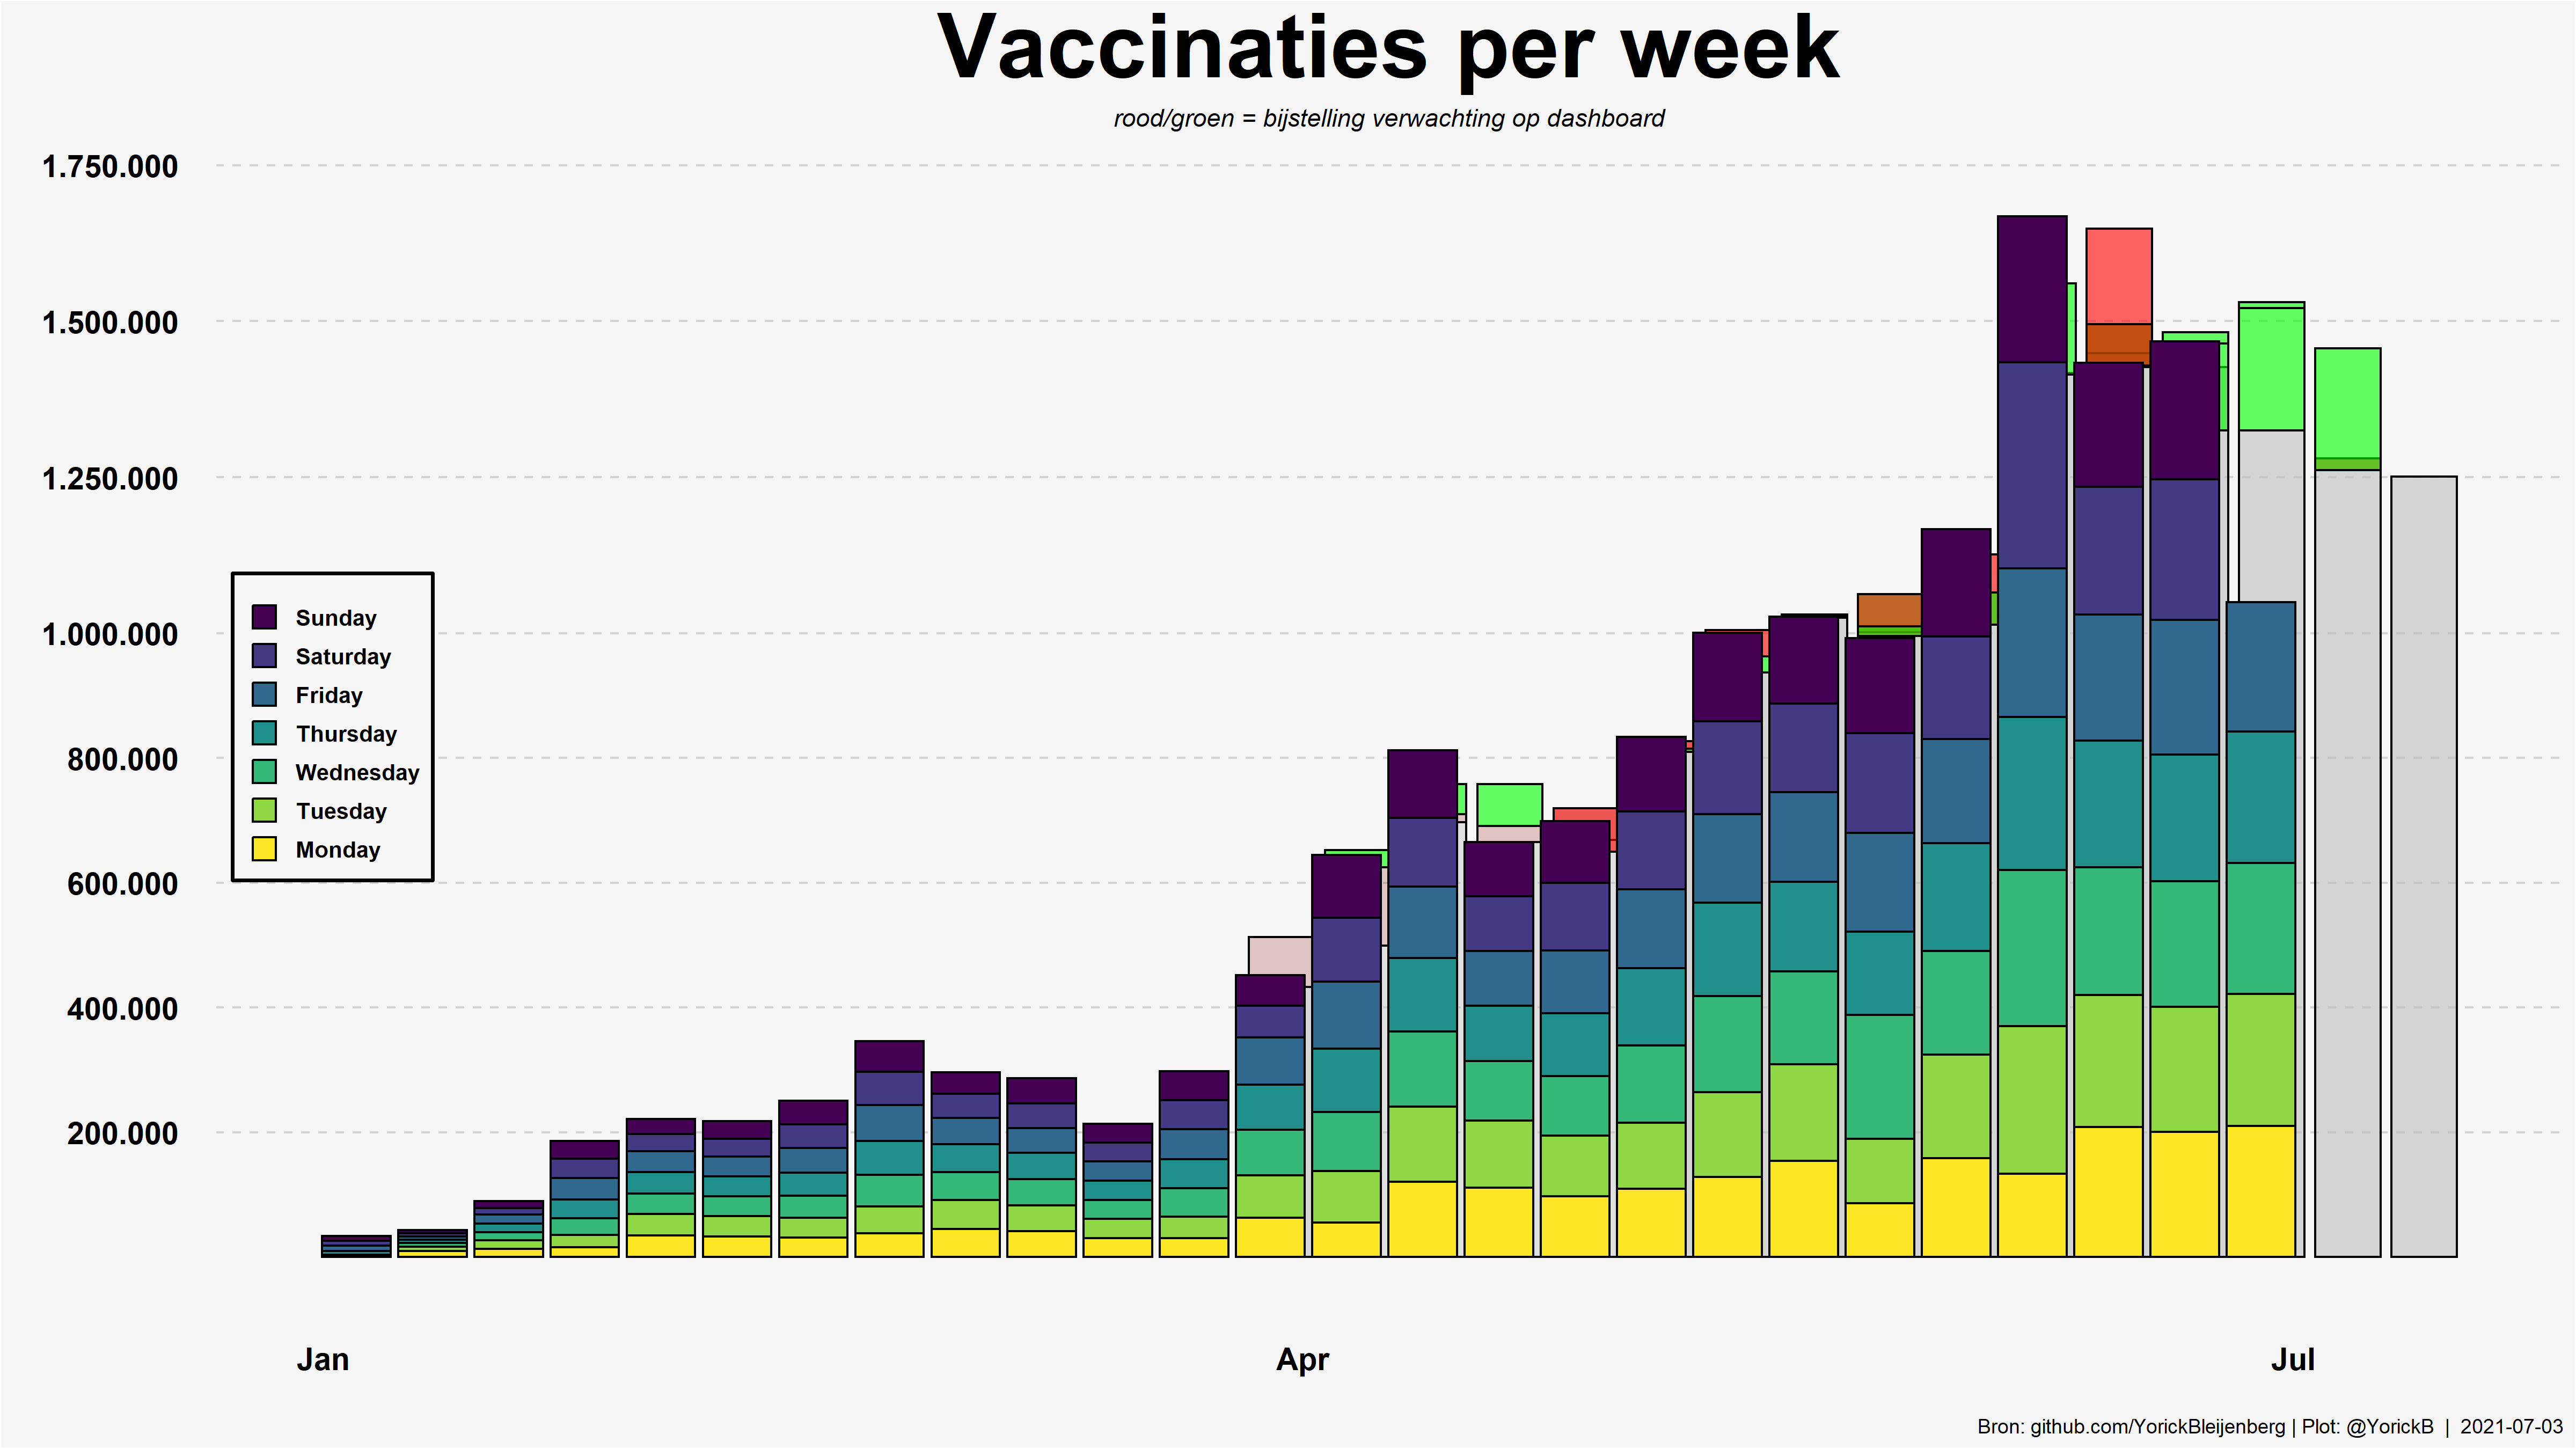 Vaccinaties per week
rood/groen = bijstelling verwachting op dashboard
1.750.000
1.500.000
1.250.000
1.000.000
800.000
600.000
400.000
200.000
Sunday
Saturday
Friday
Thursday
Wednesday
Tuesday
Monday
Jan
Apr
Jul
Bron: github.com/YorickBleijenberg | Plot: @YorickB | 2021-07-03